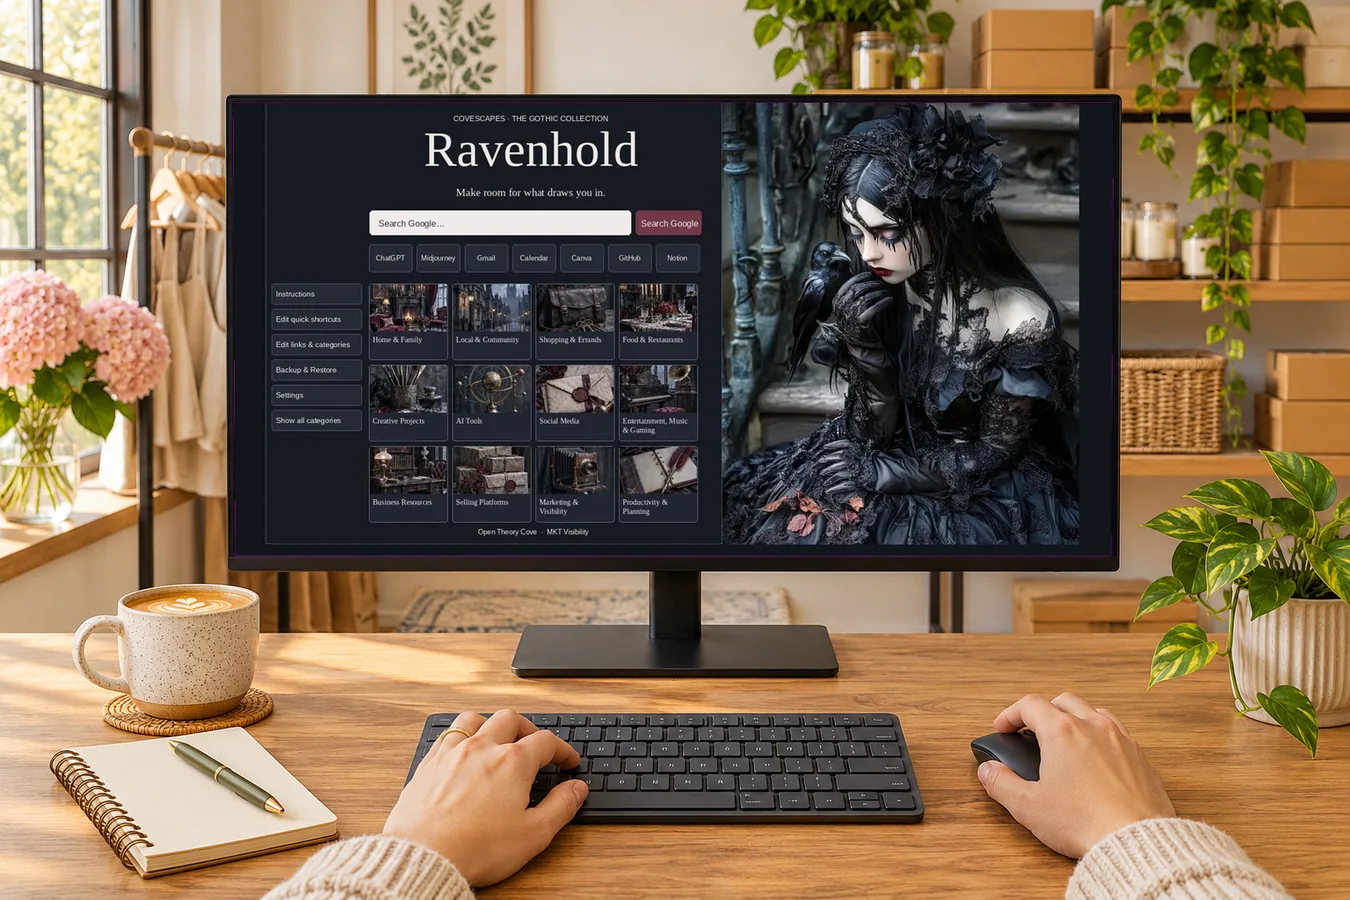 COVESCAPES · THE GOTHIC COLLECTION
Ravenhold
Make room for what draws you in.
Search Google...
Search Google
ChatGPT
Midjourney
Gmail
Calendar
Canva
GitHub
Notion
Instructions
Edit quick shortcuts
Edit links & categories
Backup & Restore
Settings
Show all categories
Home & Family
Local & Community
Shopping & Errands
Food & Restaurants
Creative Projects
AI Tools
Social Media
Entertainment, Music
& Gaming
Business Resources
Selling Platforms
Marketing &
Visibility
Productivity &
Planning
Open Theory Cove · MKT Visibility